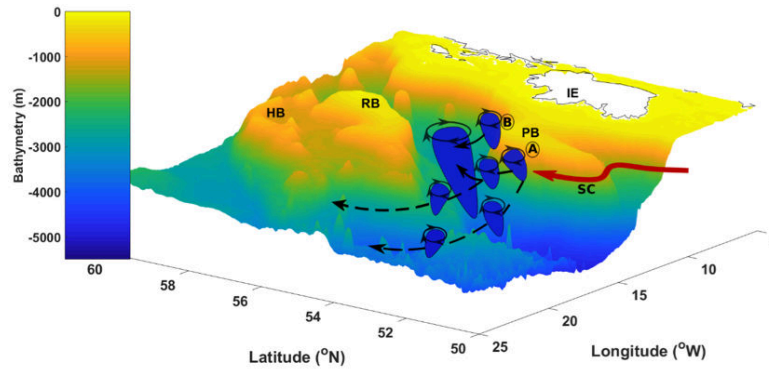 0
-1000
-2000
-3000
-4000
-5000
Bathymetry (m)
HB
RB
IE
B
PB
A
SC
60
58
56
54
52
50
Latitude (°N)
25
20
15
10
Longitude (°W)